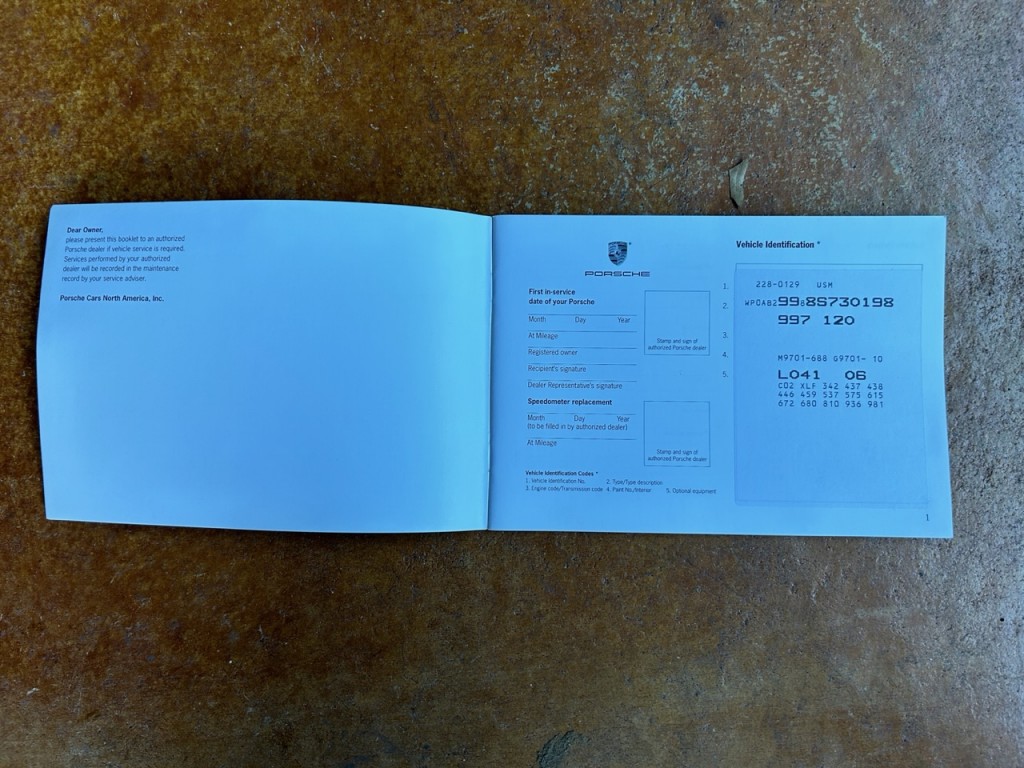 Dear Owner,
please present this booklet to an authorized
Porsche dealer if vehicle service is required.
Services performed by your authorized
dealer will be recorded in the maintenance
record by your service adviser.
Porsche Cars North America, Inc.
PORSCHE
First in-service
date of your Porsche
Month Day Year
At Mileage
Registered owner
Recipient's signature
Dealer Representative's signature
Stamp and sign of
authorized Porsche dealer
Speedometer replacement
Month Day Year
(to be filled in by authorized dealer)
At Mileage
Stamp and sign of
authorized Porsche dealer
Vehicle Identification Codes *
1. Vehicle Identification No. 2. Type/Type description
3. Engine code/Transmission code 4. Paint No./Interior 5. Optional equipment
Vehicle Identification *
1. 228-0129 USM
2. WP0AB29988S730198
997 120
3.
4. M9701-688 G9701- 10
5. L041 06
C02 XLF 342 437 438
446 459 537 575 615
672 680 810 936 981
1